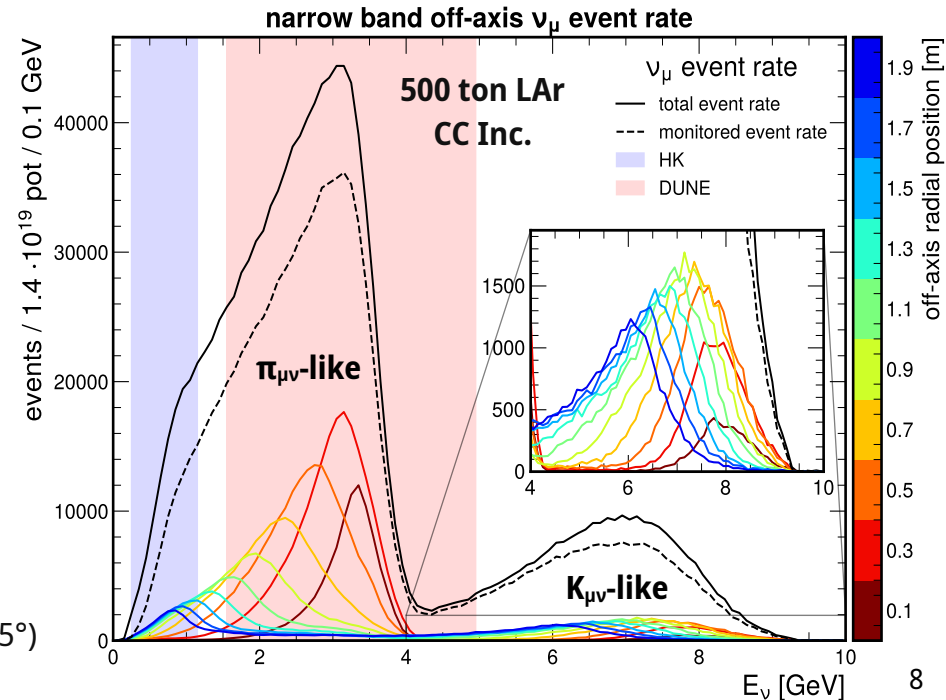 narrow band off-axis νμ event rate
events / 1.4 ·10¹⁹ pot / 0.1 GeV
500 ton LAr
CC Inc.
νμ event rate
total event rate
monitored event rate
HK
DUNE
πμν-like
Kμν-like
40000
30000
20000
10000
0
0 2 4 6 8 10
Eν [GeV]
1500
1000
500
0
4 6 8 10
1.9
1.7
1.5
1.3
1.1
0.9
0.7
0.5
0.3
0.1
off-axis radial position [m]
5°)
8